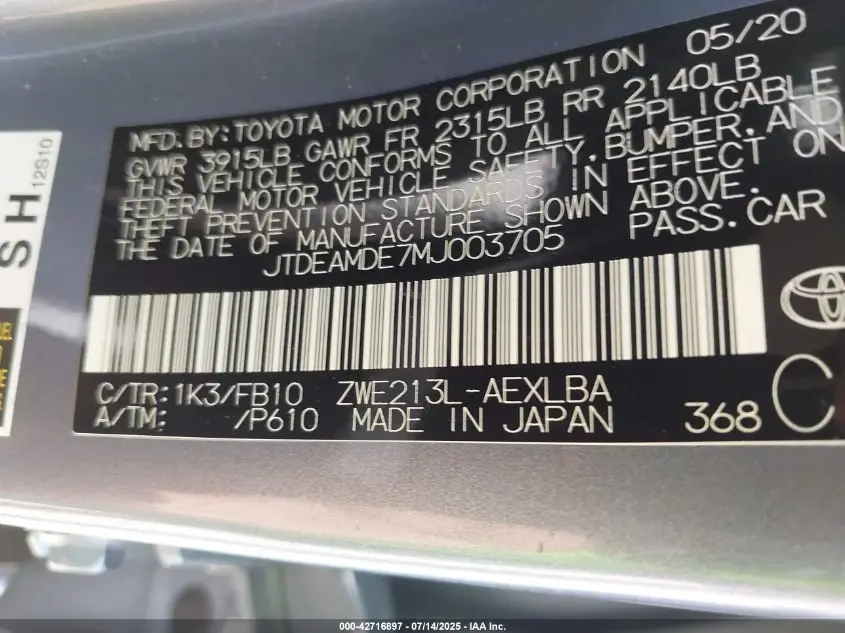 05/20
MFD.BY:TOYOTA MOTOR CORPORATION
GVWR 3915LB GAWR FR 2315LB RR 2140LB
THIS VEHICLE CONFORMS TO ALL APPLICABLE
FEDERAL MOTOR VEHICLE SAFETY, BUMPER, AND
THEFT PREVENTION STANDARDS IN EFFECT ON
THE DATE OF MANUFACTURE SHOWN ABOVE.
JTDEAMDE7MJ003705 PASS.CAR
C/TR: 1K3/FB10 ZWE213L-AEXLBA
A/TM: /P610 MADE IN JAPAN 368 C
SH
12S10
000-42716897 - 07/14/2025 - IAA Inc.